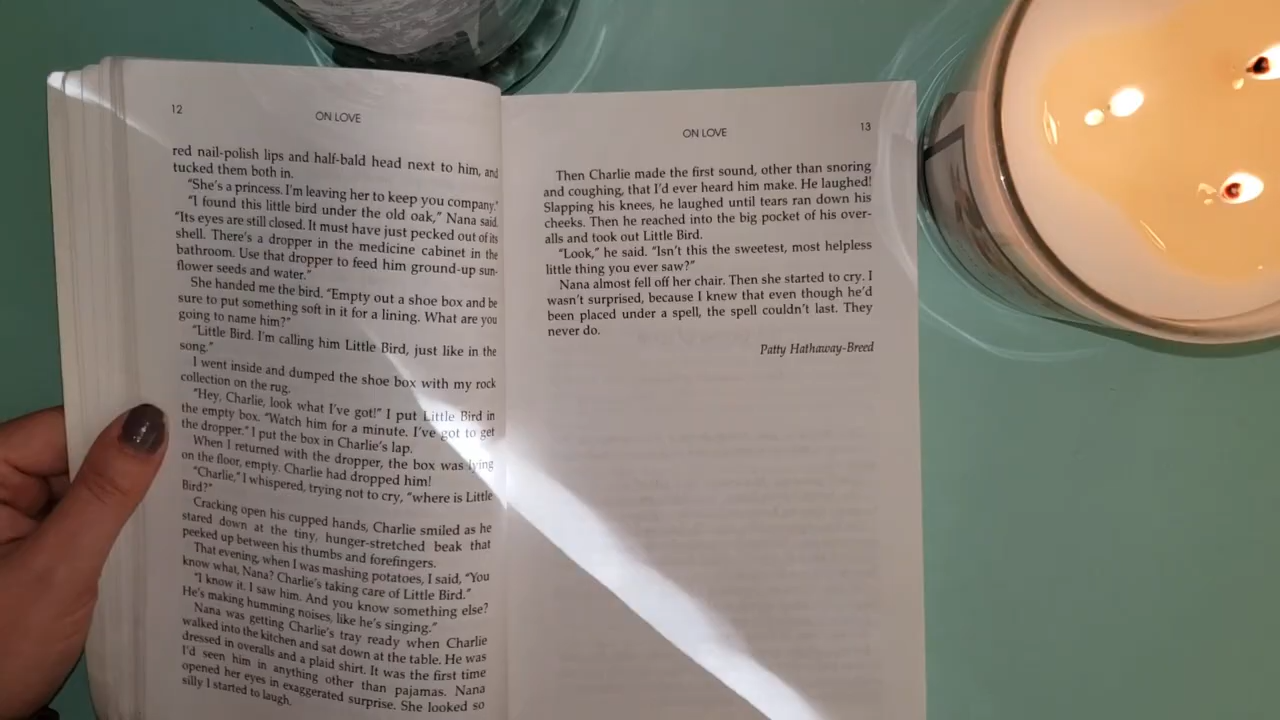 12
ON LOVE
red nail-polish lips and half-bald head next to him, and
tucked them both in.
"She's a princess. I'm leaving her to keep you company."
"I found this little bird under the old oak," Nana said.
"Its eyes are still closed. It must have just pecked out of its
shell. There's a dropper in the medicine cabinet in the
bathroom. Use that dropper to feed him ground-up sun-
flower seeds and water."
She handed me the bird. "Empty out a shoe box and be
sure to put something soft in it for a lining. What are you
going to name him?"
"Little Bird. I'm calling him Little Bird, just like in the
song."
I went inside and dumped the shoe box with my rock
collection on the rug.
"Hey, Charlie, look what I've got!" I put Little Bird in
the empty box. "Watch him for a minute. I've got to get
the dropper." I put the box in Charlie's lap.
When I returned with the dropper, the box was lying
on the floor, empty. Charlie had dropped him!
"Charlie," I whispered, trying not to cry, "where is Little
Bird?"
Cracking open his cupped hands, Charlie smiled as he
stared down at the tiny, hunger-stretched beak that
peeked up between his thumbs and forefingers.
That evening, when I was mashing potatoes, I said, "You
know what, Nana? Charlie's taking care of Little Bird."
"I know it. I saw him. And you know something else?
He's making humming noises, like he's singing."
Nana was getting Charlie's tray ready when Charlie
walked into the kitchen and sat down at the table. He was
dressed in overalls and a plaid shirt. It was the first time
I'd seen him in anything other than pajamas. Nana
opened her eyes in exaggerated surprise. She looked so
silly I started to laugh.
ON LOVE
13
Then Charlie made the first sound, other than snoring
and coughing, that I'd ever heard him make. He laughed!
Slapping his knees, he laughed until tears ran down his
cheeks. Then he reached into the big pocket of his over-
alls and took out Little Bird.
"Look," he said. "Isn't this the sweetest, most helpless
little thing you ever saw?"
Nana almost fell off her chair. Then she started to cry. I
wasn't surprised, because I knew that even though he'd
been placed under a spell, the spell couldn't last. They
never do.
Patty Hathaway-Breed